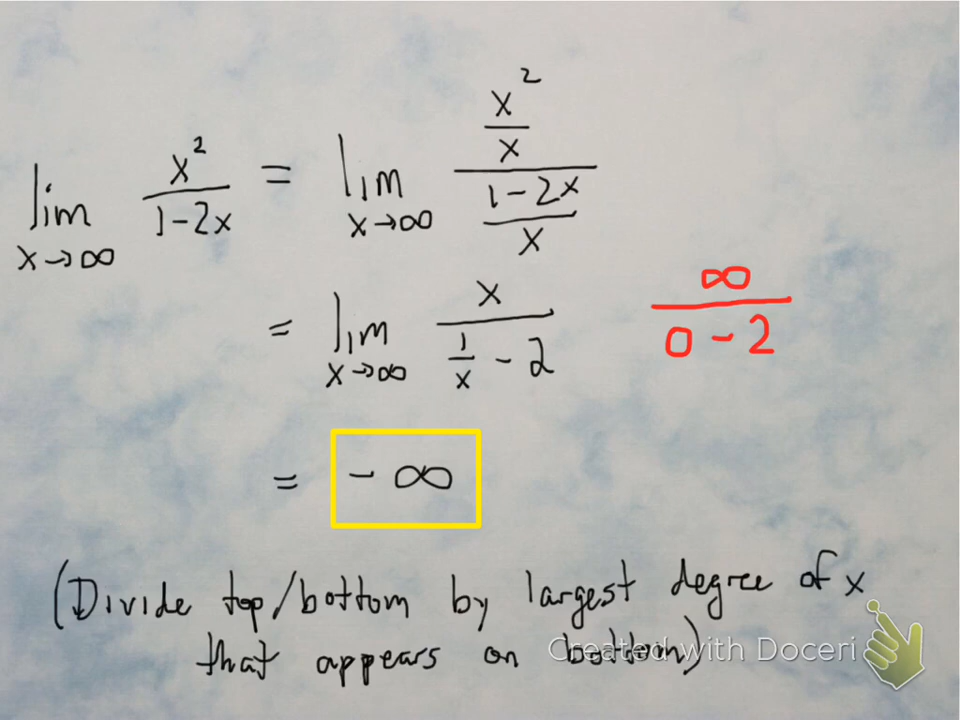 lim x→∞ x²/(1-2x) = lim x→∞ (x²/x)/((1-2x)/x)
= lim x→∞ x/(1/x - 2) ∞/(0-2)
= -∞
(Divide top/bottom by largest degree of x
that appears on bottom)
Created with Doceri